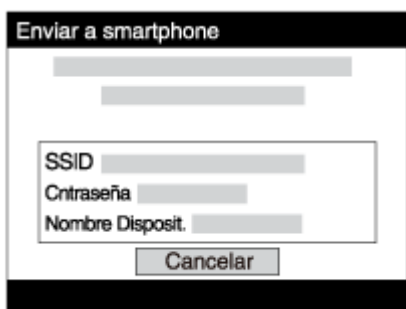 Enviar a smartphone
SSID
Cntraseña
Nombre Disposit.
Cancelar